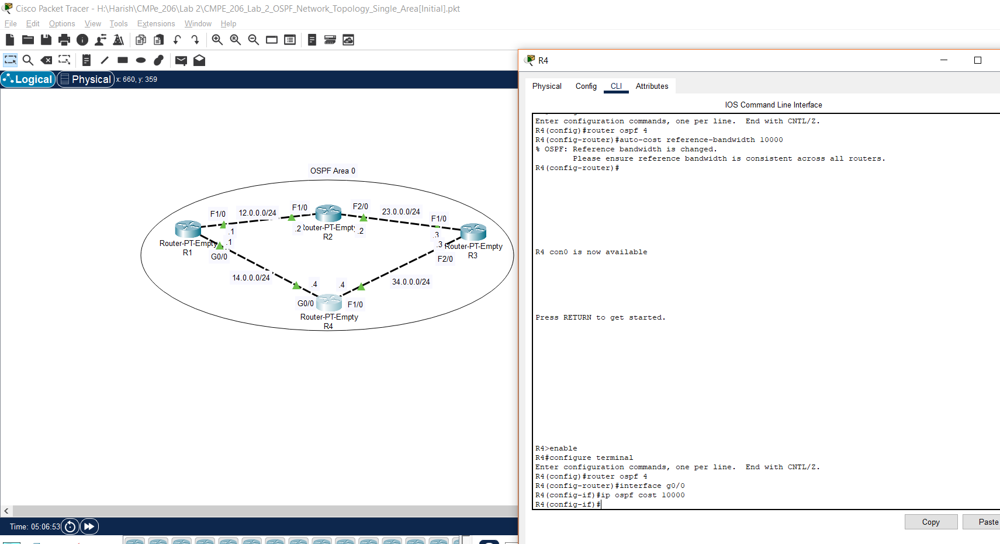 Cisco Packet Tracer - H:\Harish\CMPe_206\Lab 2\CMPE_206_Lab_2_OSPF_Network_Topology_Single_Area[Initial].pkt
File Edit Options View Tools Extensions Window Help
Logical Physical x: 660, y: 359
OSPF Area 0
F1/0 12.0.0.0/24 F1/0 F2/0 23.0.0.0/24 F1/0
.1 .2 .2 .3
Router-PT-Empty
R1
Router-PT-Empty
R2
Router-PT-Empty
R3
.1 .3
G0/0 F2/0
14.0.0.0/24 34.0.0.0/24
.4 .4
G0/0 F1/0
Router-PT-Empty
R4
Time: 05:06:53
R4
Physical Config CLI Attributes
IOS Command Line Interface
Enter configuration commands, one per line.  End with CNTL/Z.
R4(config)#router ospf 4
R4(config-router)#auto-cost reference-bandwidth 10000
% OSPF: Reference bandwidth is changed.
Please ensure reference bandwidth is consistent across all routers.
R4(config-router)#
R4 con0 is now available
Press RETURN to get started.
R4>enable
R4#configure terminal
Enter configuration commands, one per line.  End with CNTL/Z.
R4(config)#router ospf 4
R4(config-router)#interface g0/0
R4(config-if)#ip ospf cost 10000
R4(config-if)#
Copy Paste